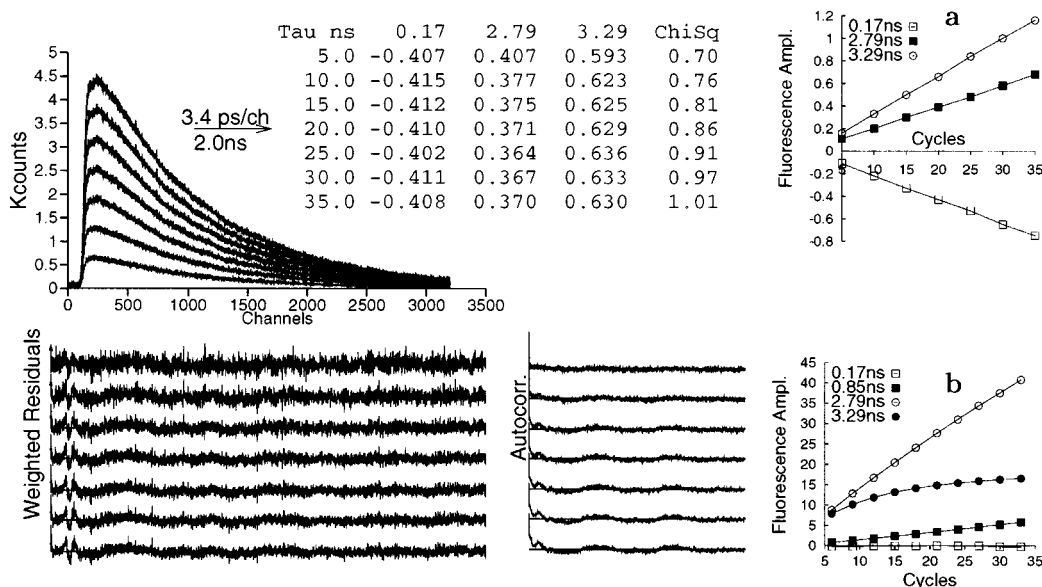 Tau ns 0.17 2.79 3.29 ChiSq
5.0 -0.407 0.407 0.593 0.70
10.0 -0.415 0.377 0.623 0.76
15.0 -0.412 0.375 0.625 0.81
20.0 -0.410 0.371 0.629 0.86
25.0 -0.402 0.364 0.636 0.91
30.0 -0.411 0.367 0.633 0.97
35.0 -0.408 0.370 0.630 1.01
3.4 ps/ch
2.0ns
Kcounts
5
4.5
4
3.5
3
2.5
2
1.5
1
0.5
0
0 500 1000 1500 2000 2500 3000 3500
Channels
a
0.17ns
2.79ns
3.29ns
Fluorescence Ampl.
1.2
1
0.8
0.6
0.4
0.2
0
-0.2
-0.4
-0.6
-0.8
Cycles
5 10 15 20 25 30 35
Weighted Residuals
Autocorr.
b
0.17ns
0.85ns
2.79ns
3.29ns
Fluorescence Ampl.
45
40
35
30
25
20
15
10
5
0
5 10 15 20 25 30 35
Cycles